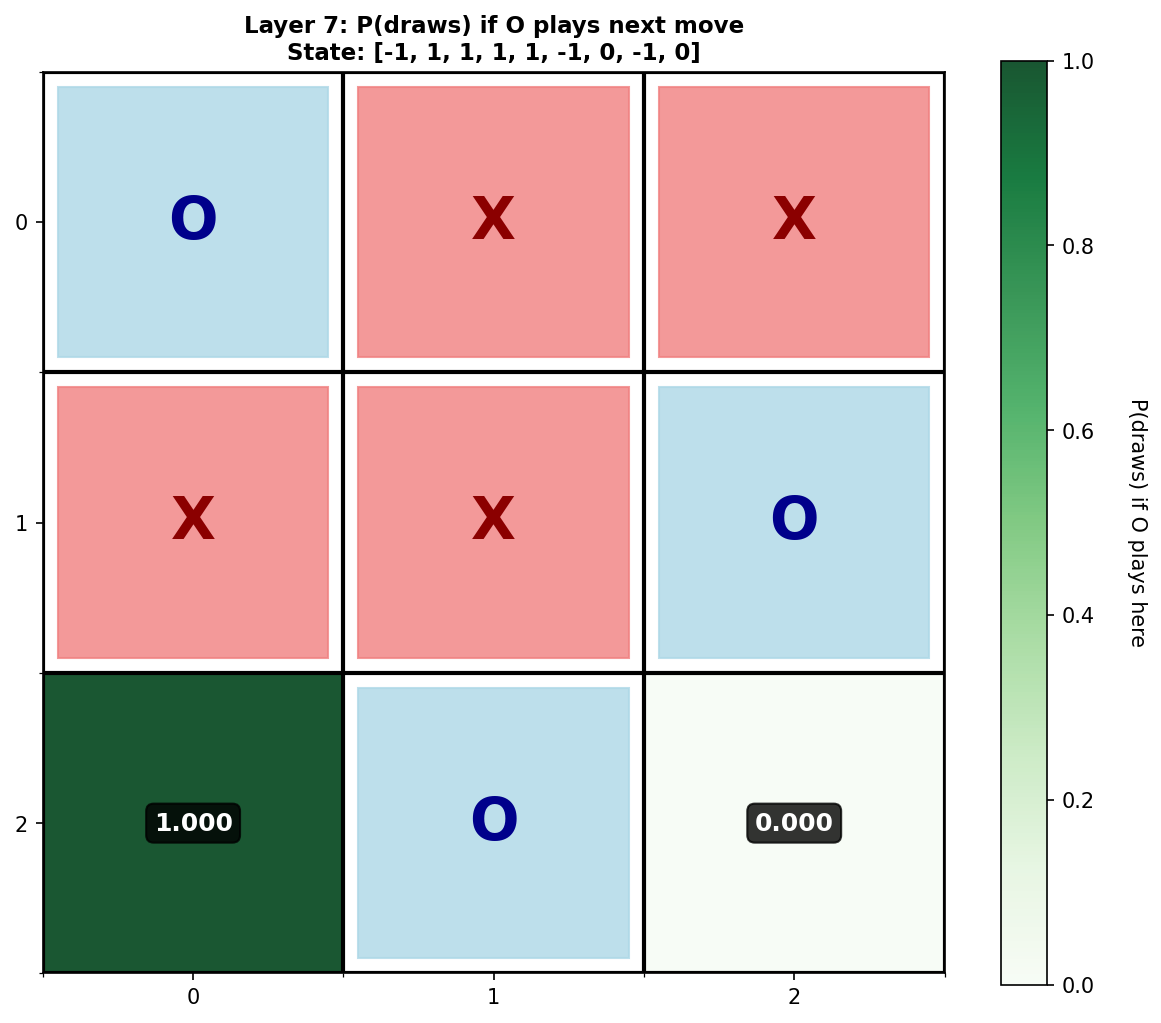 Layer 7: P(draws) if O plays next move
State: [-1, 1, 1, 1, 1, -1, 0, -1, 0]
0
O
X
X
1
X
X
O
2
1.000
O
0.000
0
1
2
1.0
0.8
0.6
0.4
0.2
0.0
P(draws) if O plays here